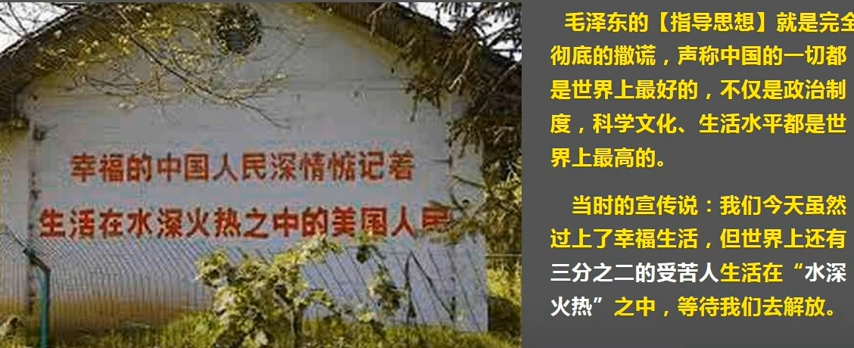 幸福的中国人民深情惦记着
生活在水深火热之中的美国人民
毛泽东的【指导思想】就是完全
彻底的撒谎，声称中国的一切都
是世界上最好的，不仅是政治制
度，科学文化、生活水平都是世
界上最高的。
当时的宣传说：我们今天虽然
过上了幸福生活，但世界上还有
三分之二的受苦人生活在“水深
火热”之中，等待我们去解放。